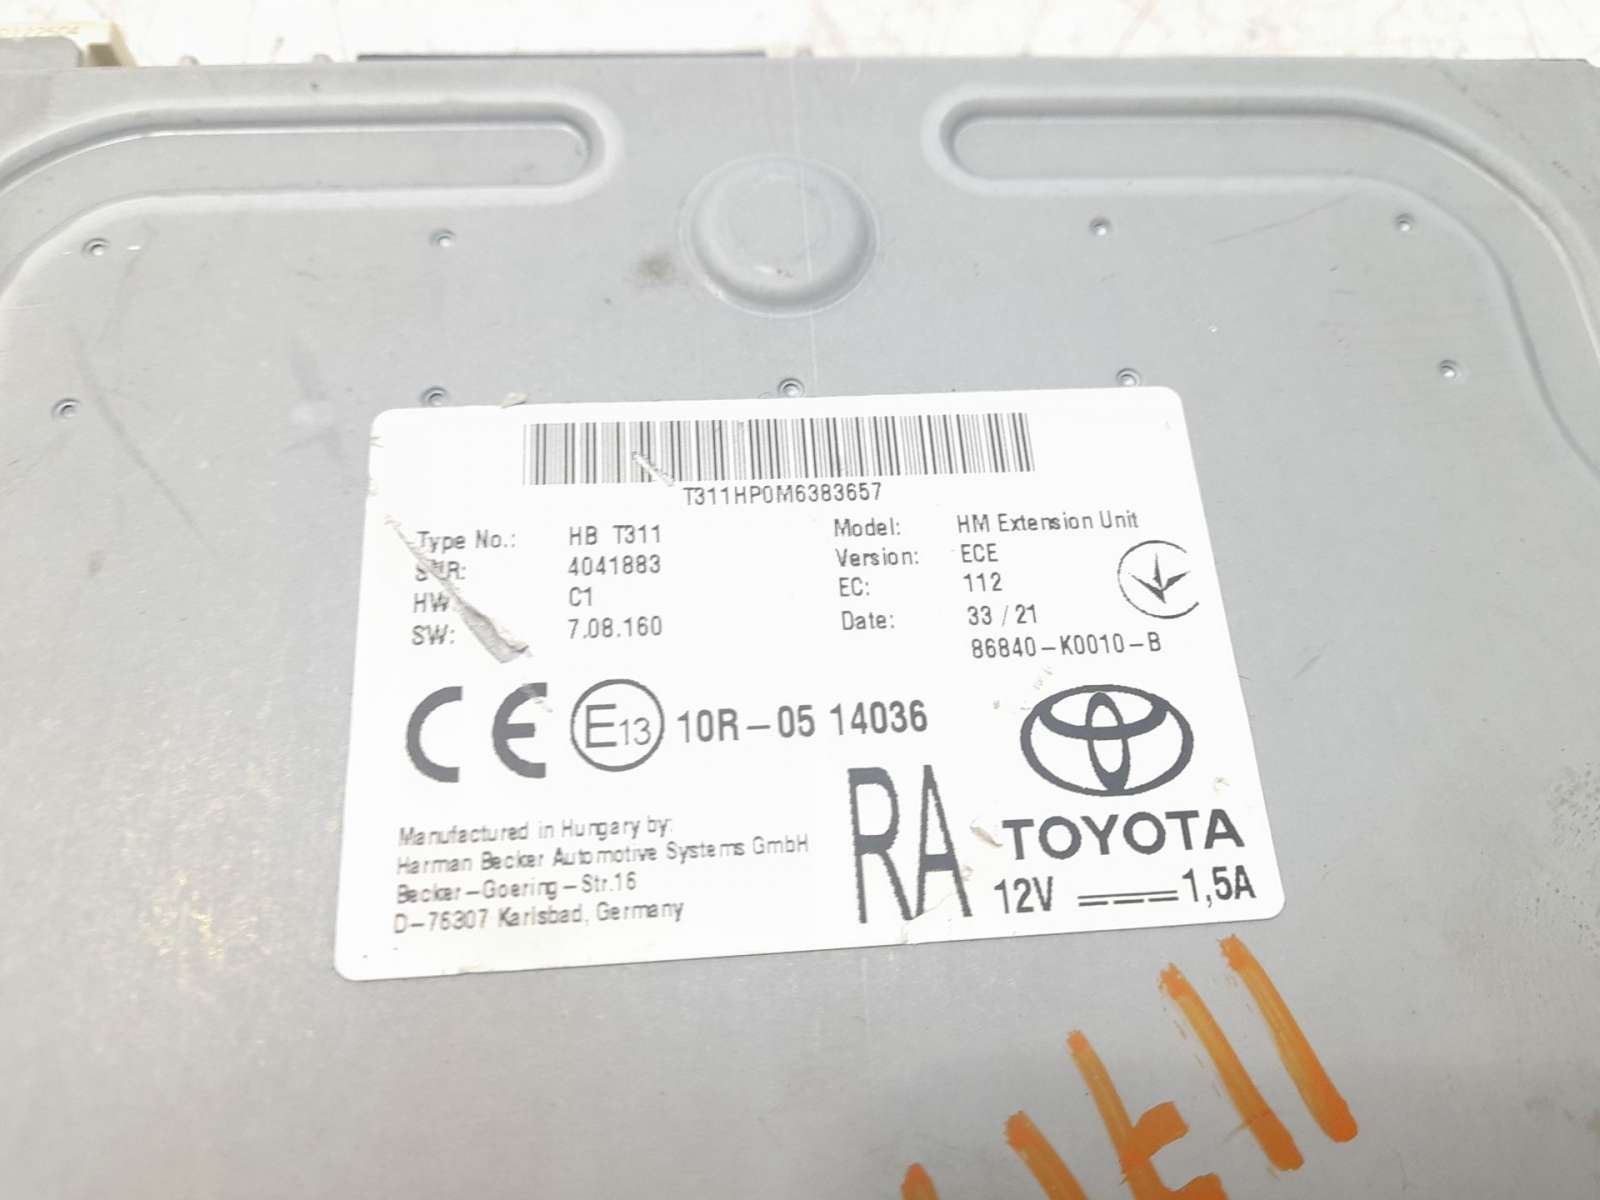 T311HP0M6383657
Type No.: HB T311
SNR: 4041883
HW: C1
SW: 7.08.160
Model: HM Extension Unit
Version: ECE
EC: 112
Date: 33 / 21
86840-K0010-B
CE E13 10R-05 14036
Manufactured in Hungary by:
Harman Becker Automotive Systems GmbH
Becker-Goering-Str.16
D-76307 Karlsbad, Germany
RA
TOYOTA
12V 1,5A